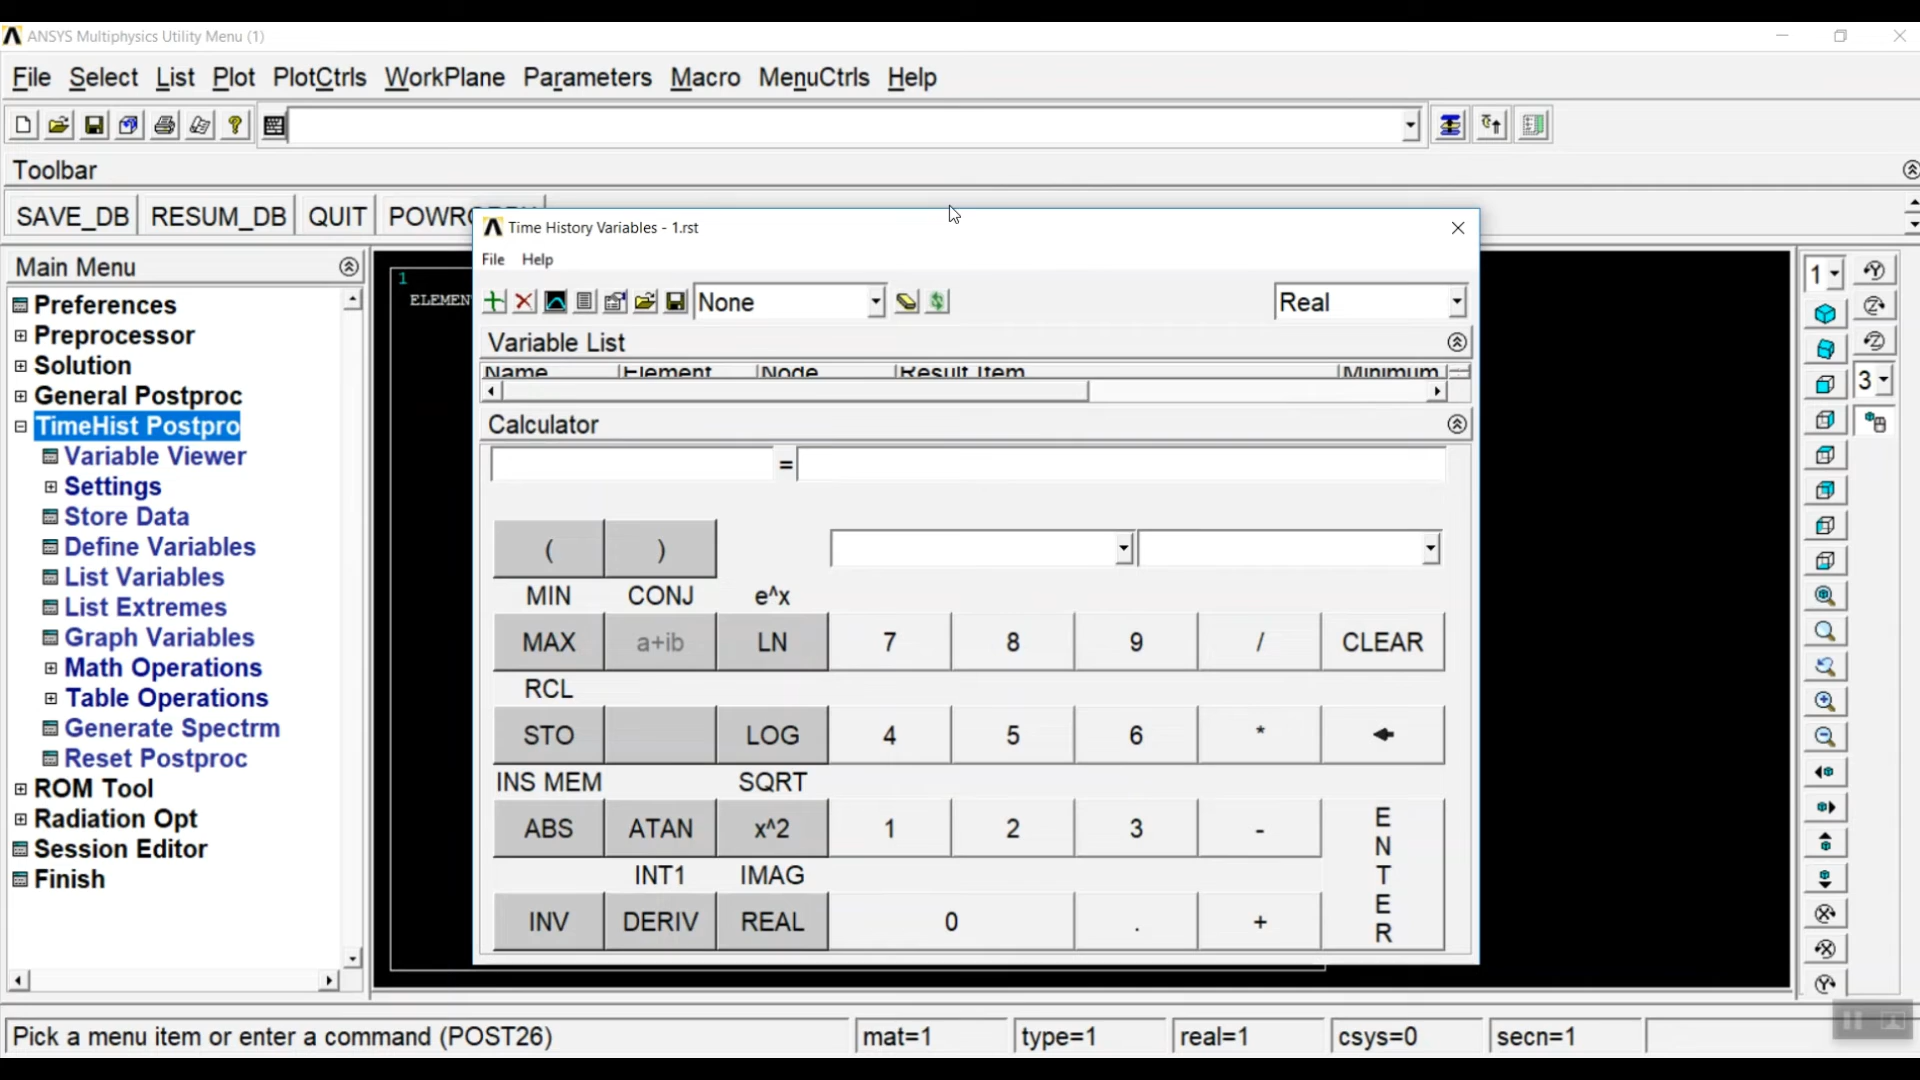 ANSYS Multiphysics Utility Menu (1)
File Select List Plot PlotCtrls WorkPlane Parameters Macro MenuCtrls Help
Toolbar
SAVE_DB RESUM_DB QUIT
Main Menu
Preferences
Preprocessor
Solution
General Postproc
TimeHist Postpro
Variable Viewer
Settings
Store Data
Define Variables
List Variables
List Extremes
Graph Variables
Math Operations
Table Operations
Generate Spectrm
Reset Postproc
ROM Tool
Radiation Opt
Session Editor
Finish
1
Time History Variables - 1.rst
File Help
None Real
Variable List
Name Element Node Result Item Minimum
Calculator
=
( )
MIN CONJ e^x
MAX a+ib LN 7 8 9 / CLEAR
RCL
STO LOG 4 5 6 *
INS MEM SQRT
ABS ATAN x^2 1 2 3 -
INT1 IMAG
INV DERIV REAL 0 . +
ENTER
1
3
Pick a menu item or enter a command (POST26) mat=1 type=1 real=1 csys=0 secn=1